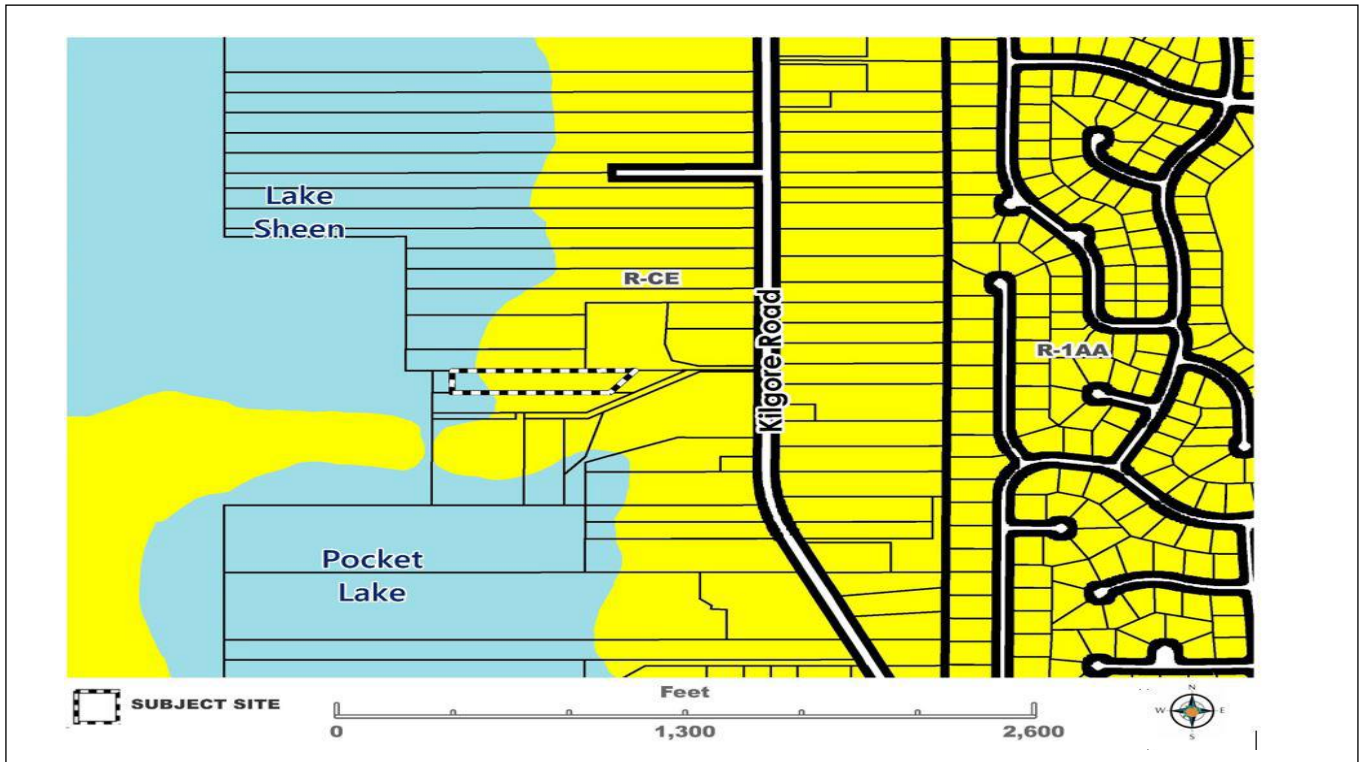 Lake
Sheen
R-CE
Kilgore Road
R-1AA
Pocket
Lake
SUBJECT SITE
Feet
0
1,300
2,600
N
W
E
S